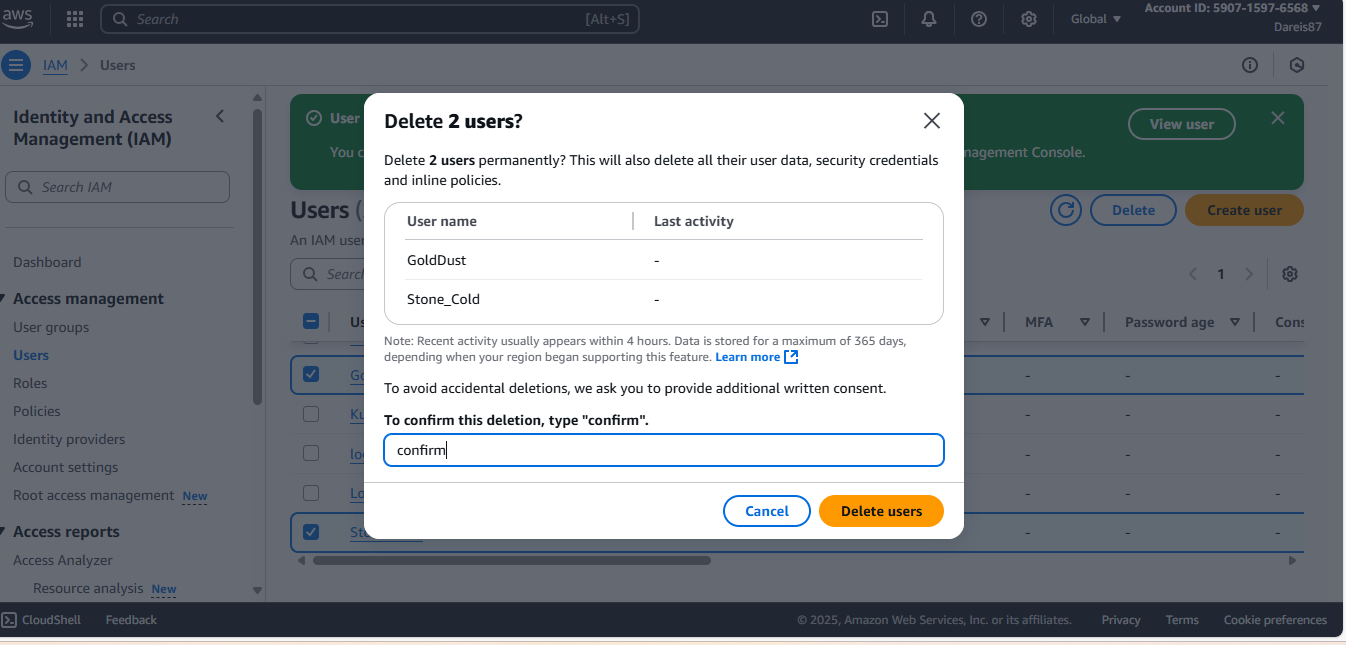 aws
Search
[Alt+S]
Global
Account ID: 5907-1597-6568
Dareis87
IAM
Users
Identity and Access
Management (IAM)
Search IAM
Dashboard
Access management
User groups
Users
Roles
Policies
Identity providers
Account settings
Root access management New
Access reports
Access Analyzer
Resource analysis New
User
You c
nagement Console.
View user
Users (
An IAM user
Delete
Create user
Search
1
Us
MFA
Password age
Cons
Go
- - -
Ku
- - -
lo
- - -
Lo
- - -
St
- - -
Delete 2 users?
Delete 2 users permanently? This will also delete all their user data, security credentials
and inline policies.
User name Last activity
GoldDust -
Stone_Cold -
Note: Recent activity usually appears within 4 hours. Data is stored for a maximum of 365 days,
depending when your region began supporting this feature. Learn more
To avoid accidental deletions, we ask you to provide additional written consent.
To confirm this deletion, type "confirm".
confirm
Cancel
Delete users
CloudShell
Feedback
© 2025, Amazon Web Services, Inc. or its affiliates.
Privacy
Terms
Cookie preferences